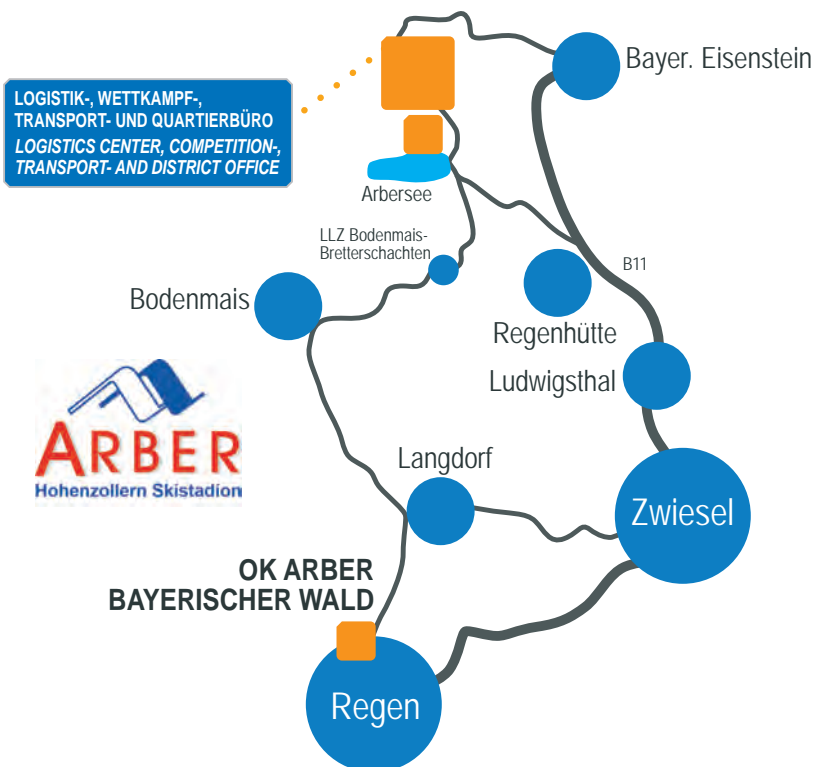 Bayer. Eisenstein
LOGISTIK-, WETTKAMPF-,
TRANSPORT- UND QUARTIERBÜRO
LOGISTICS CENTER, COMPETITION-,
TRANSPORT- AND DISTRICT OFFICE
Arbersee
LLZ Bodenmais-
Bretterschachten
B11
Bodenmais
Regenhütte
Ludwigsthal
ARBER
Hohenzollern Skistadion
Langdorf
Zwiesel
OK ARBER
BAYERISCHER WALD
Regen